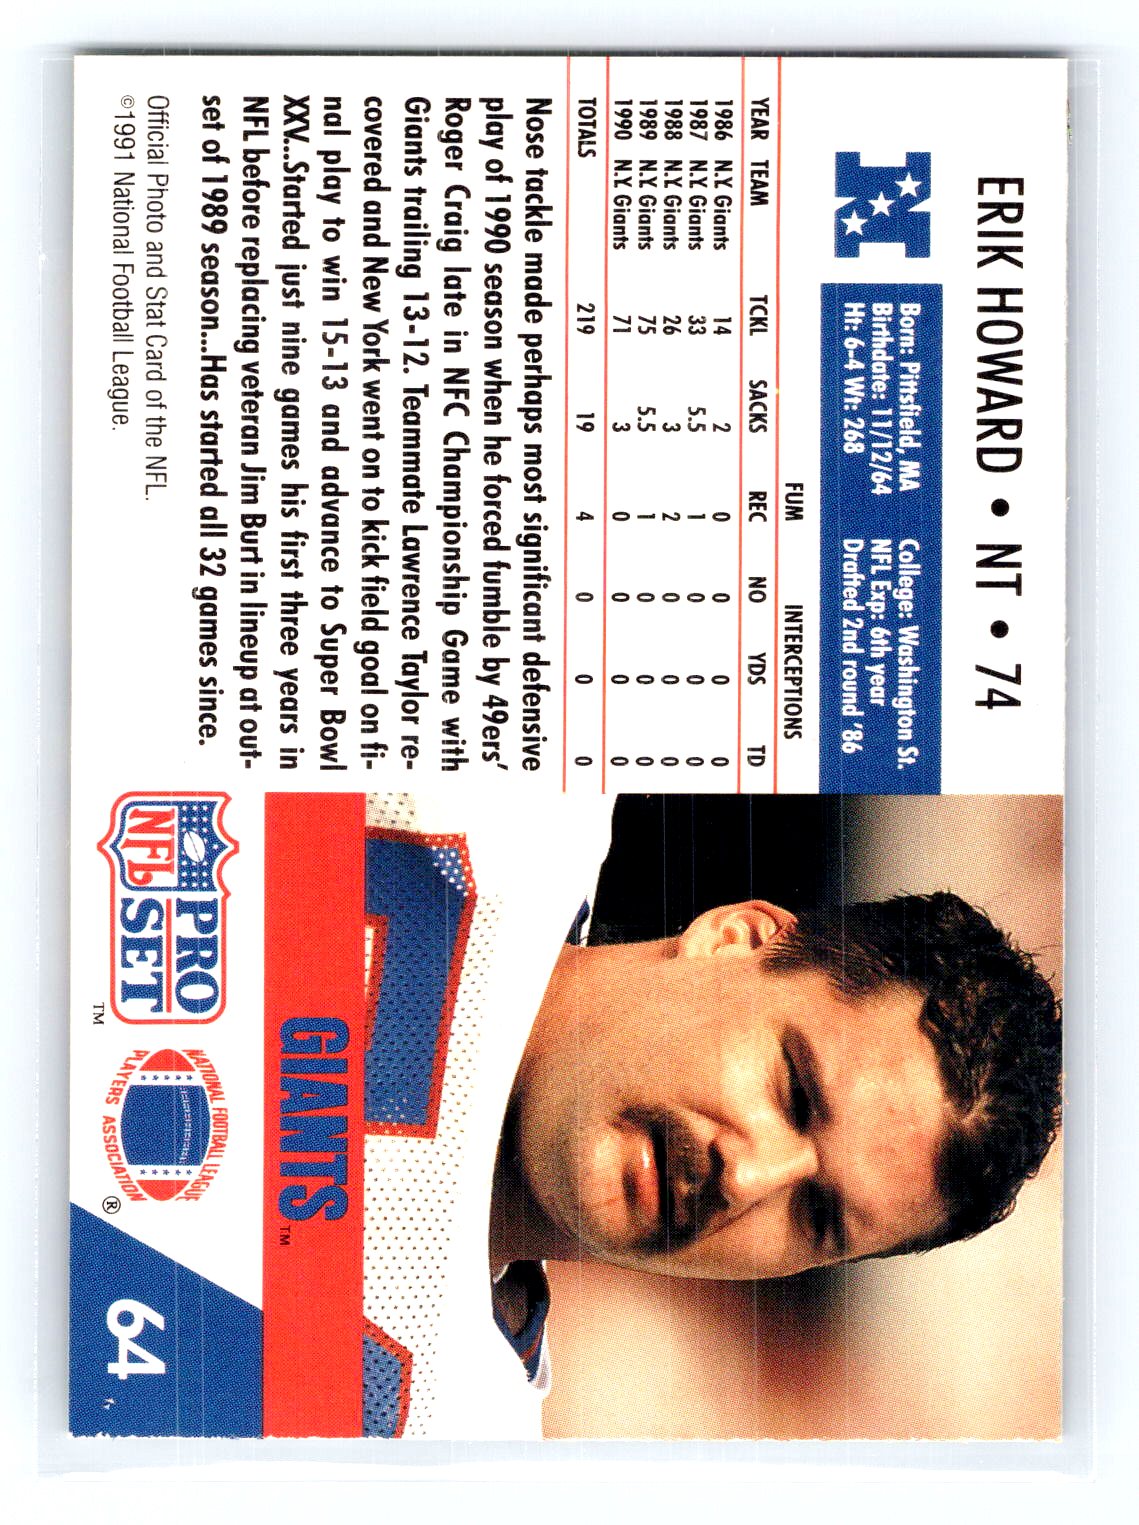 ERIK HOWARD • NT • 74
Born: Pittsfield, MA College: Washington St.
Birthdate: 11/12/64 NFL Exp: 6th year
Ht: 6-4 Wt: 268 Drafted 2nd round '86
FUM INTERCEPTIONS
YEAR TEAM TCKL SACKS REC NO YDS TD
1986 N.Y. Giants 14 2 0 0 0 0
1987 N.Y. Giants 33 5.5 1 0 0 0
1988 N.Y. Giants 26 3 2 0 0 0
1989 N.Y. Giants 75 5.5 1 0 0 0
1990 N.Y. Giants 71 3 0 0 0 0
TOTALS 219 19 4 0 0 0
Nose tackle made perhaps most significant defensive
play of 1990 season when he forced fumble by 49ers'
Roger Craig late in NFC Championship Game with
Giants trailing 13-12. Teammate Lawrence Taylor re-
covered and New York went on to kick field goal on fi-
nal play to win 15-13 and advance to Super Bowl
XXV...Started just nine games his first three years in
NFL before replacing veteran Jim Burt in lineup at out-
set of 1989 season...Has started all 32 games since.
Official Photo and Stat Card of the NFL.
©1991 National Football League.
GIANTS™
NFL
PRO
SET™
NATIONAL FOOTBALL LEAGUE
PLAYERS ASSOCIATION®
64